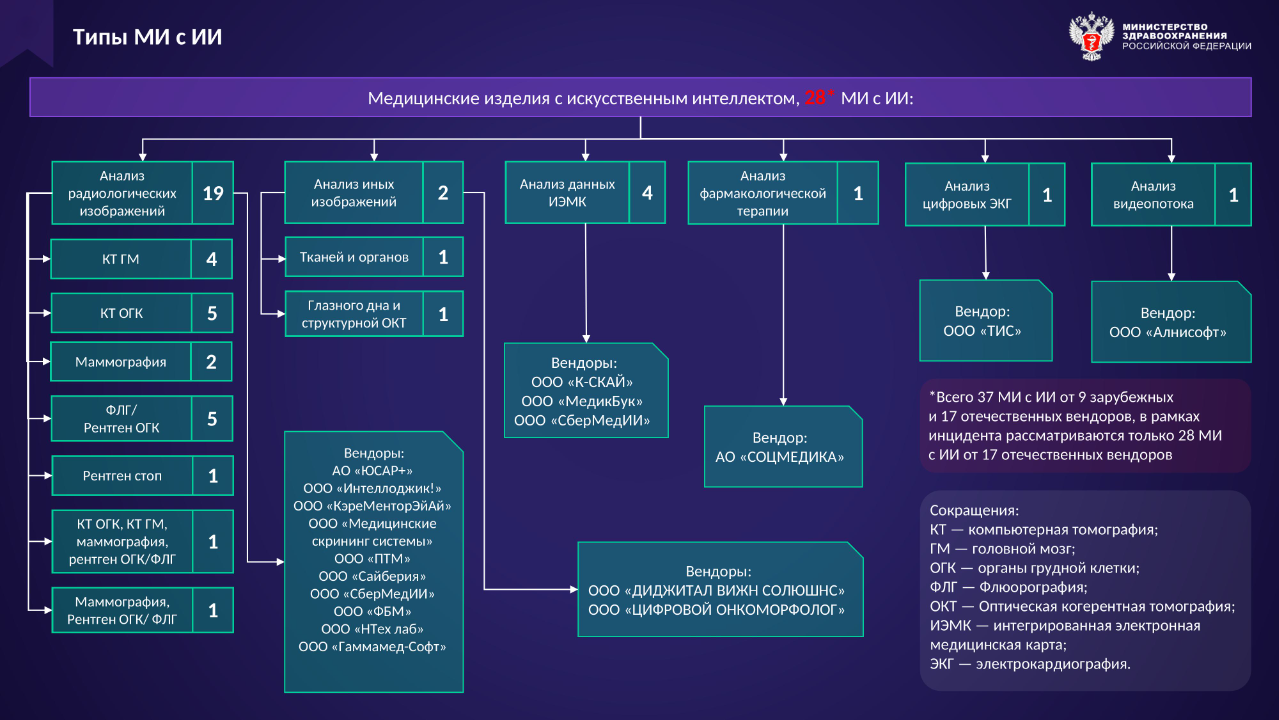 Типы МИ с ИИ
МИНИСТЕРСТВО
ЗДРАВООХРАНЕНИЯ
РОССИЙСКОЙ ФЕДЕРАЦИИ
Медицинские изделия с искусственным интеллектом, 28* МИ с ИИ:
Анализ
радиологических
изображений
19
КТ ГМ
4
КТ ОГК
5
Маммография
2
ФЛГ/
Рентген ОГК
5
Рентген стоп
1
КТ ОГК, КТ ГМ,
маммография,
рентген ОГК/ФЛГ
1
Маммография,
Рентген ОГК/ ФЛГ
1
Анализ иных
изображений
2
Тканей и органов
1
Глазного дна и
структурной ОКТ
1
Вендоры:
АО «ЮСАР+»
ООО «Интеллоджик!»
ООО «КэреМенторЭйАй»
ООО «Медицинские
скрининг системы»
ООО «ПТМ»
ООО «Сайберия»
ООО «СберМедИИ»
ООО «ФБМ»
ООО «НТех лаб»
ООО «Гаммамед-Софт»
Анализ данных
ИЭМК
4
Вендоры:
ООО «К-СКАЙ»
ООО «МедикБук»
ООО «СберМедИИ»
Анализ
фармакологической
терапии
1
Вендор:
АО «СОЦМЕДИКА»
Вендоры:
ООО «ДИДЖИТАЛ ВИЖН СОЛЮШНС»
ООО «ЦИФРОВОЙ ОНКОМОРФОЛОГ»
Анализ
цифровых ЭКГ
1
Вендор:
ООО «ТИС»
Анализ
видеопотока
1
Вендор:
ООО «Алнисофт»
*Всего 37 МИ с ИИ от 9 зарубежных
и 17 отечественных вендоров, в рамках
инцидента рассматриваются только 28 МИ
с ИИ от 17 отечественных вендоров
Сокращения:
КТ — компьютерная томография;
ГМ — головной мозг;
ОГК — органы грудной клетки;
ФЛГ — Флюорография;
ОКТ — Оптическая когерентная томография;
ИЭМК — интегрированная электронная
медицинская карта;
ЭКГ — электрокардиография.